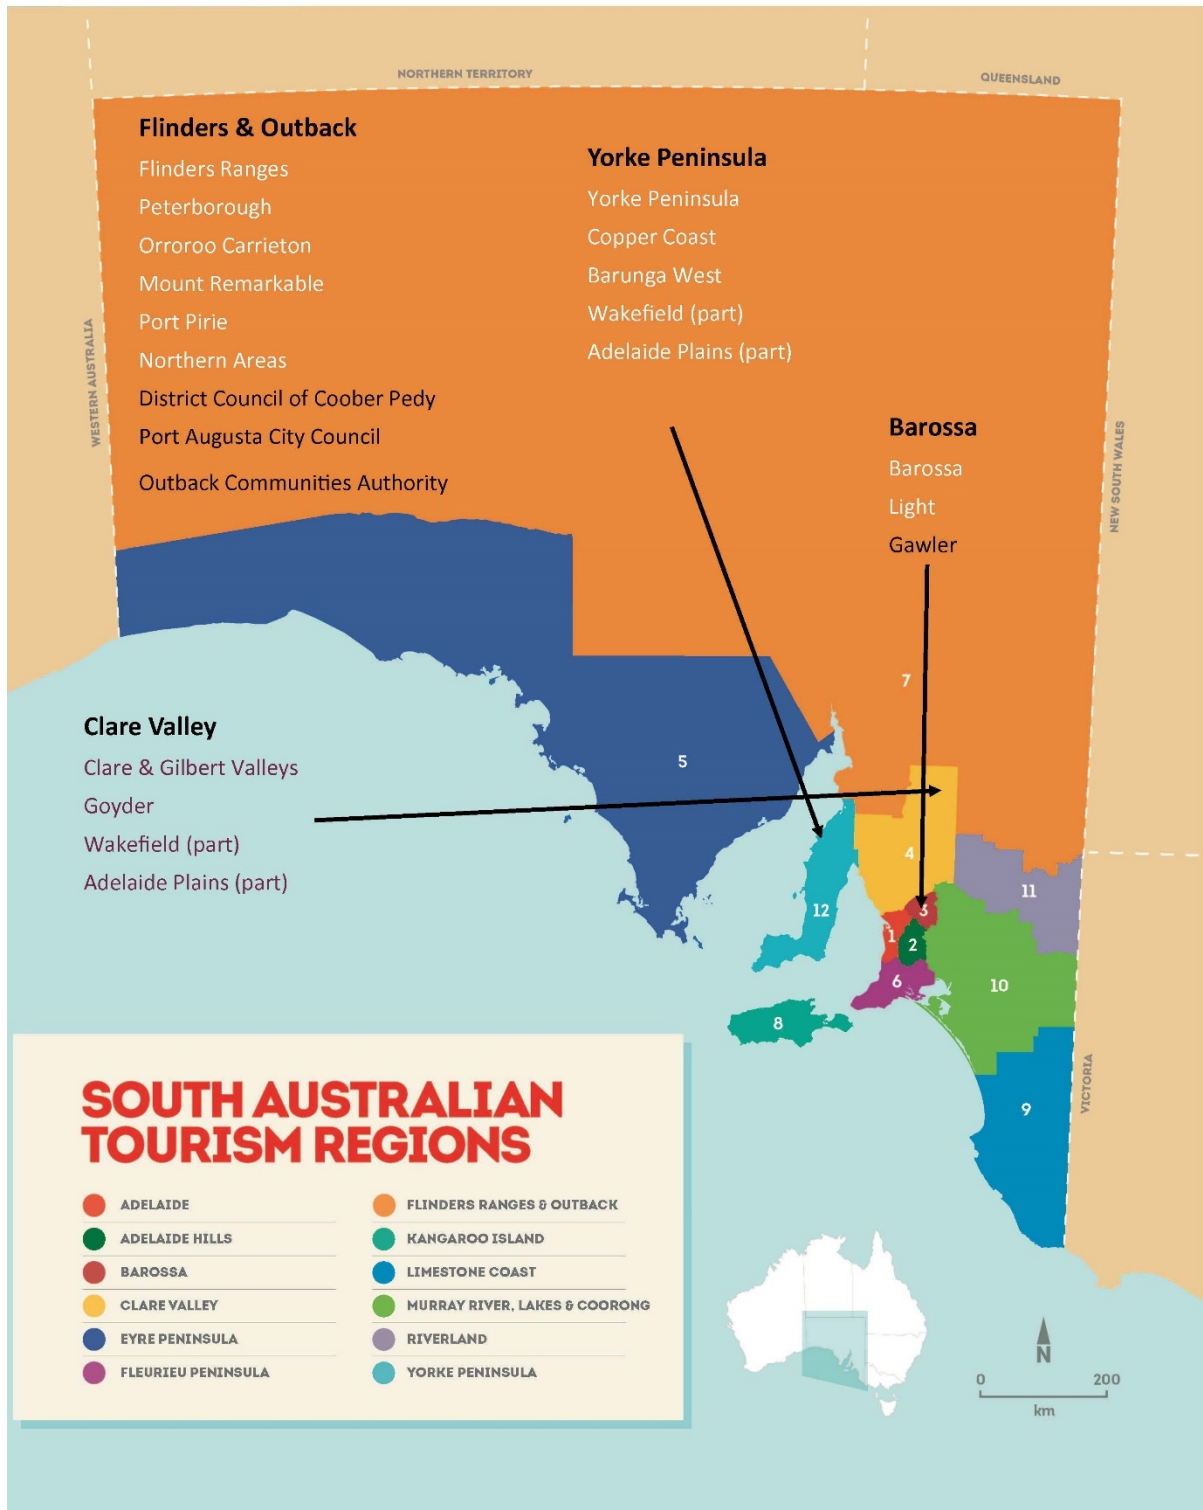 NORTHERN TERRITORY
QUEENSLAND
Flinders & Outback
Flinders Ranges
Peterborough
Orroroo Carrieton
Mount Remarkable
Port Pirie
Northern Areas
District Council of Coober Pedy
Port Augusta City Council
Outback Communities Authority
Yorke Peninsula
Yorke Peninsula
Copper Coast
Barunga West
Wakefield (part)
Adelaide Plains (part)
Barossa
Barossa
Light
Gawler
WESTERN AUSTRALIA
NEW SOUTH WALES
Clare Valley
Clare & Gilbert Valleys
Goyder
Wakefield (part)
Adelaide Plains (part)
7
5
4
11
3
12
1
2
6
10
8
9
VICTORIA
SOUTH AUSTRALIAN
TOURISM REGIONS
ADELAIDE
ADELAIDE HILLS
BAROSSA
CLARE VALLEY
EYRE PENINSULA
FLEURIEU PENINSULA
FLINDERS RANGES & OUTBACK
KANGAROO ISLAND
LIMESTONE COAST
MURRAY RIVER, LAKES & COORONG
RIVERLAND
YORKE PENINSULA
N
0 200
km